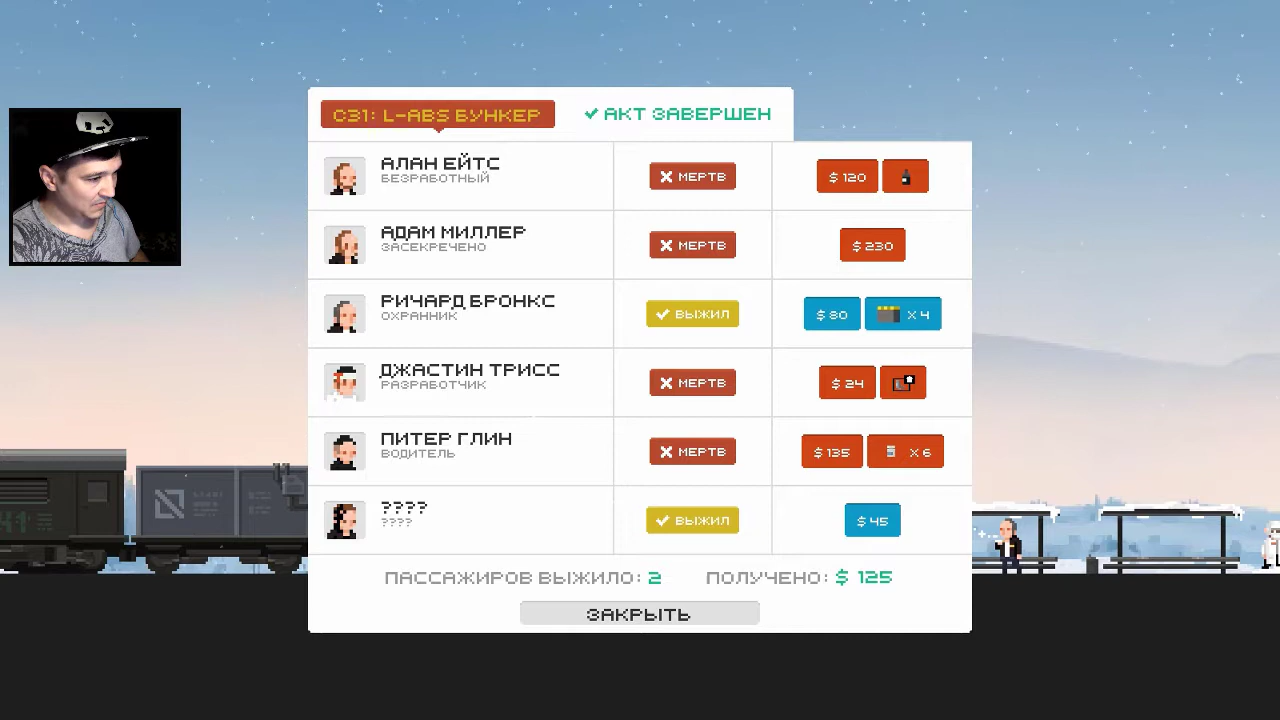 C31: L-ABS БУНКЕР
АКТ ЗАВЕРШЕН
АЛАН ЕЙТС
БЕЗРАБОТНЫЙ
МЕРТВ
$ 120
АДАМ МИЛЛЕР
ЗАСЕКРЕЧЕНО
МЕРТВ
$ 230
РИЧАРД БРОНКС
ОХРАННИК
ВЫЖИЛ
$ 80
X 4
ДЖАСТИН ТРИСС
РАЗРАБОТЧИК
МЕРТВ
$ 24
ПИТЕР ГЛИН
ВОДИТЕЛЬ
МЕРТВ
$ 135
X 6
????
????
ВЫЖИЛ
$ 45
ПАССАЖИРОВ ВЫЖИЛО: 2
ПОЛУЧЕНО: $ 125
ЗАКРЫТЬ